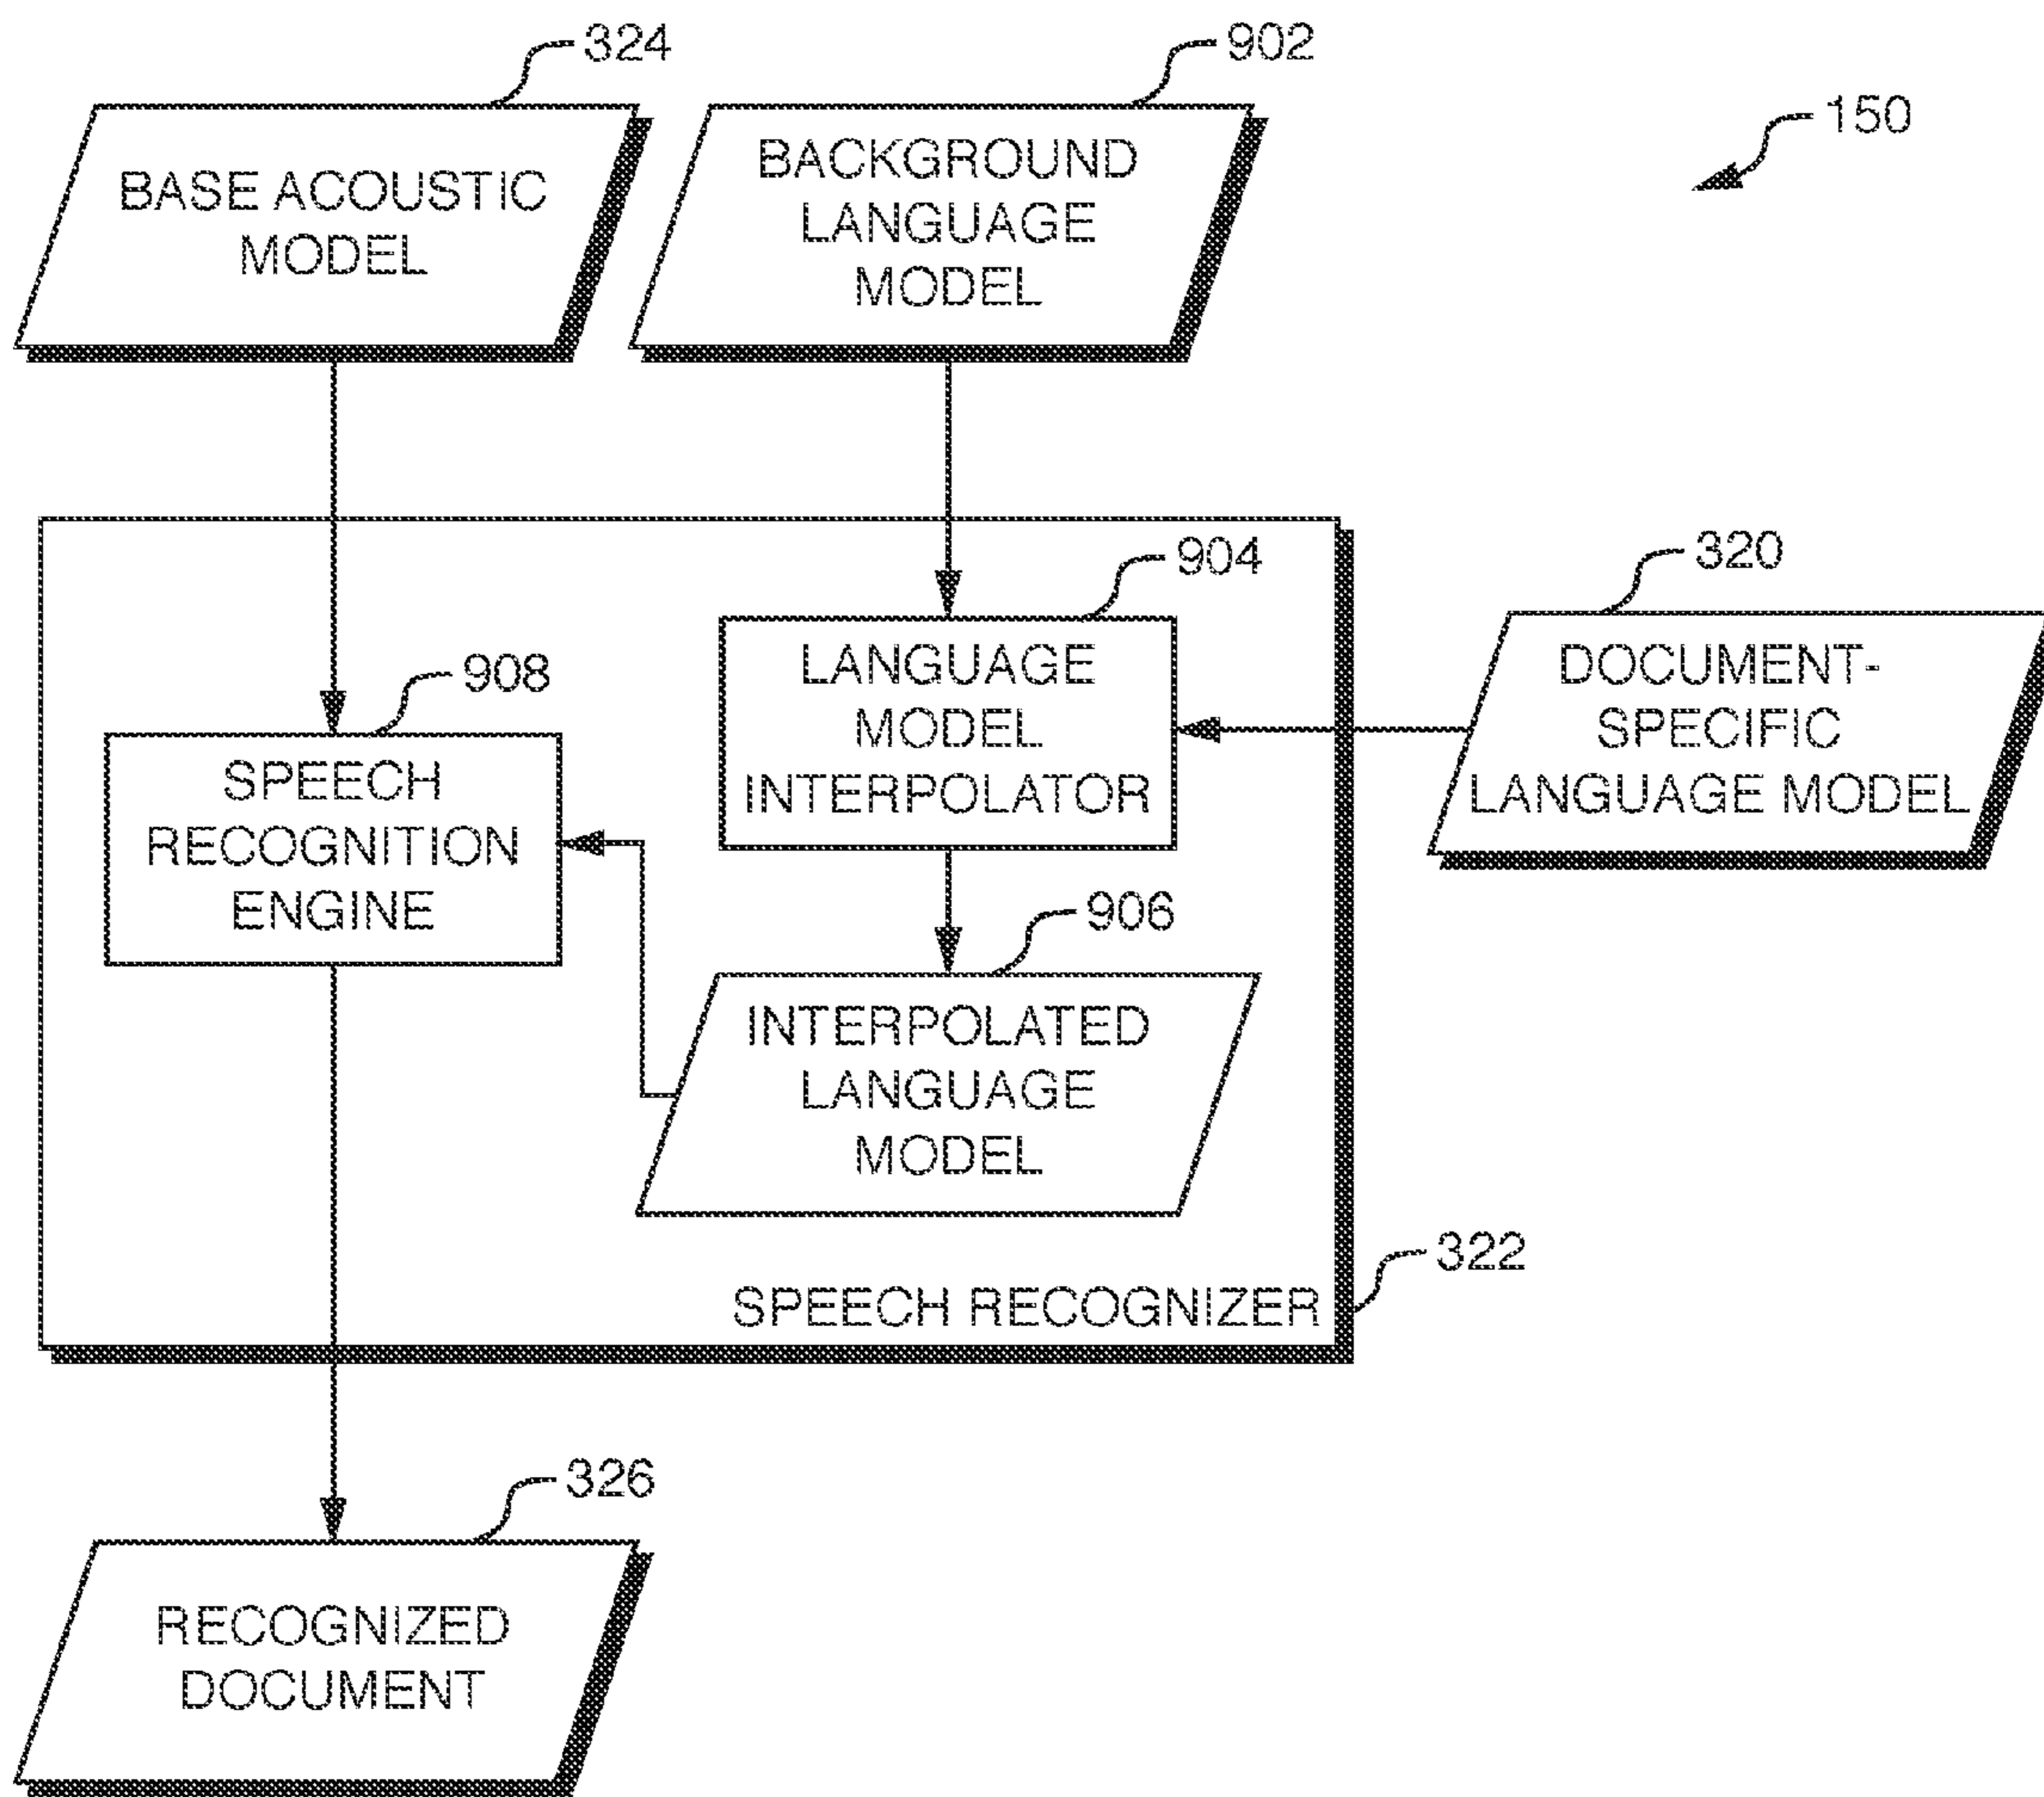 324
902
150
BASE ACOUSTIC
MODEL
BACKGROUND
LANGUAGE
MODEL
904
320
LANGUAGE
MODEL
INTERPOLATOR
DOCUMENT-
SPECIFIC
LANGUAGE MODEL
908
SPEECH
RECOGNITION
ENGINE
906
INTERPOLATED
LANGUAGE
MODEL
322
SPEECH RECOGNIZER
326
RECOGNIZED
DOCUMENT